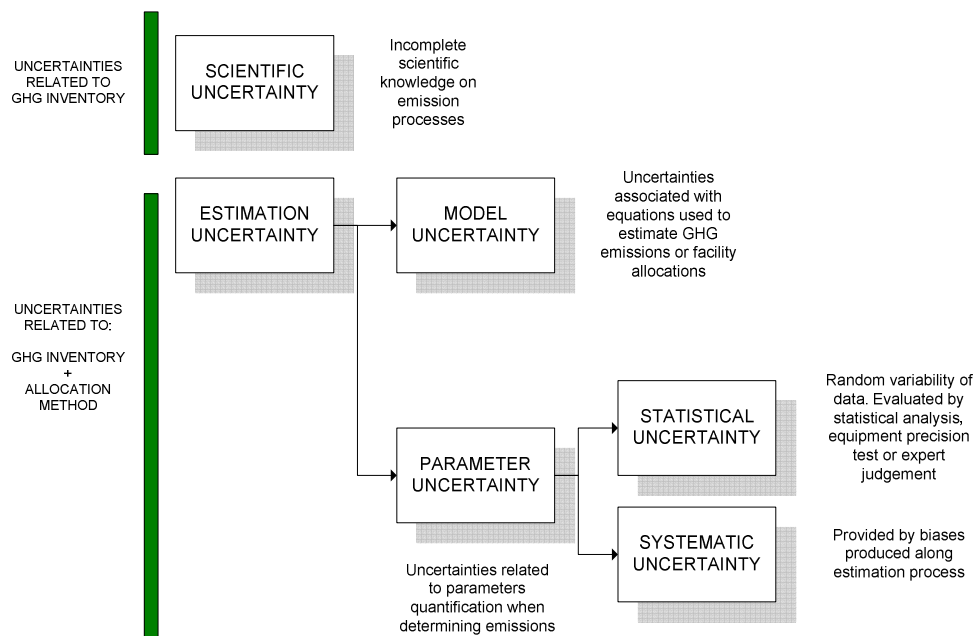 UNCERTAINTIES
RELATED TO
GHG INVENTORY
SCIENTIFIC
UNCERTAINTY
Incomplete
scientific
knowledge on
emission
processes
ESTIMATION
UNCERTAINTY
MODEL
UNCERTAINTY
Uncertainties
associated with
equations used to
estimate GHG
emissions or facility
allocations
UNCERTAINTIES
RELATED TO:
GHG INVENTORY
+
ALLOCATION
METHOD
PARAMETER
UNCERTAINTY
Uncertainties related
to parameters
quantification when
determining emissions
STATISTICAL
UNCERTAINTY
Random variability of
data. Evaluated by
statistical analysis,
equipment precision
test or expert
judgement
SYSTEMATIC
UNCERTAINTY
Provided by biases
produced along
estimation process